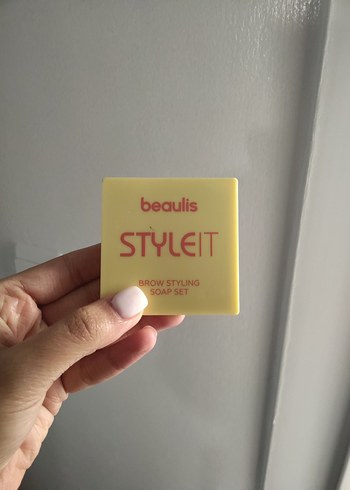 beaulis
STYLEIT
BROW STYLING
SOAP SET